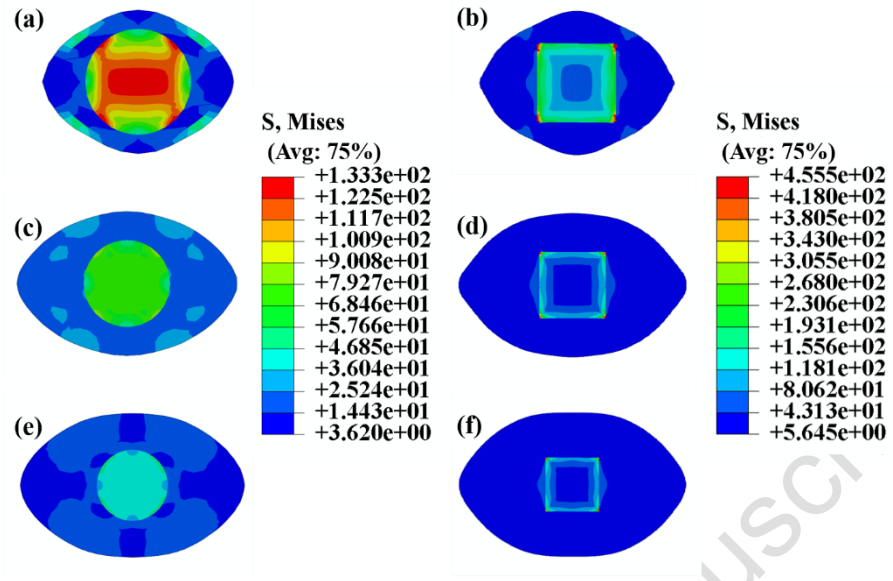 (a)
(b)
S, Mises
(Avg: 75%)
+1.333e+02
+1.225e+02
+1.117e+02
+1.009e+02
+9.008e+01
+7.927e+01
+6.846e+01
+5.766e+01
+4.685e+01
+3.604e+01
+2.524e+01
+1.443e+01
+3.620e+00
S, Mises
(Avg: 75%)
+4.555e+02
+4.180e+02
+3.805e+02
+3.430e+02
+3.055e+02
+2.680e+02
+2.306e+02
+1.931e+02
+1.556e+02
+1.181e+02
+8.062e+01
+4.313e+01
+5.645e+00
(c)
(d)
(e)
(f)